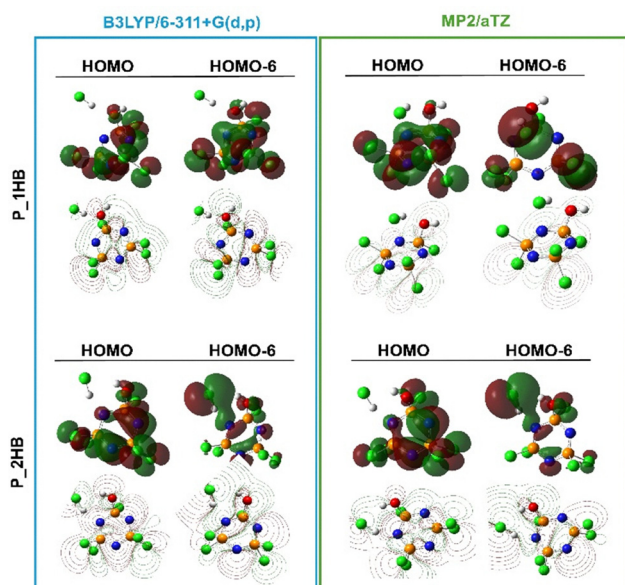 B3LYP/6-311+G(d,p) MP2/aTZ
HOMO HOMO-6 HOMO HOMO-6
P_1HB
HOMO HOMO-6 HOMO HOMO-6
P_2HB